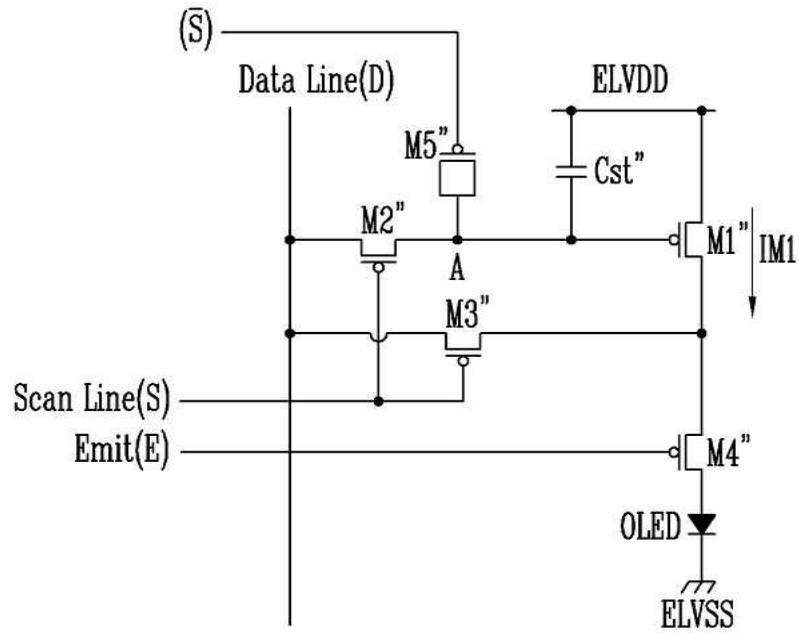 (S̅)
Data Line(D)
ELVDD
M5"
Cst"
M2"
M1"
IM1
A
M3"
Scan Line(S)
Emit(E)
M4"
OLED
ELVSS